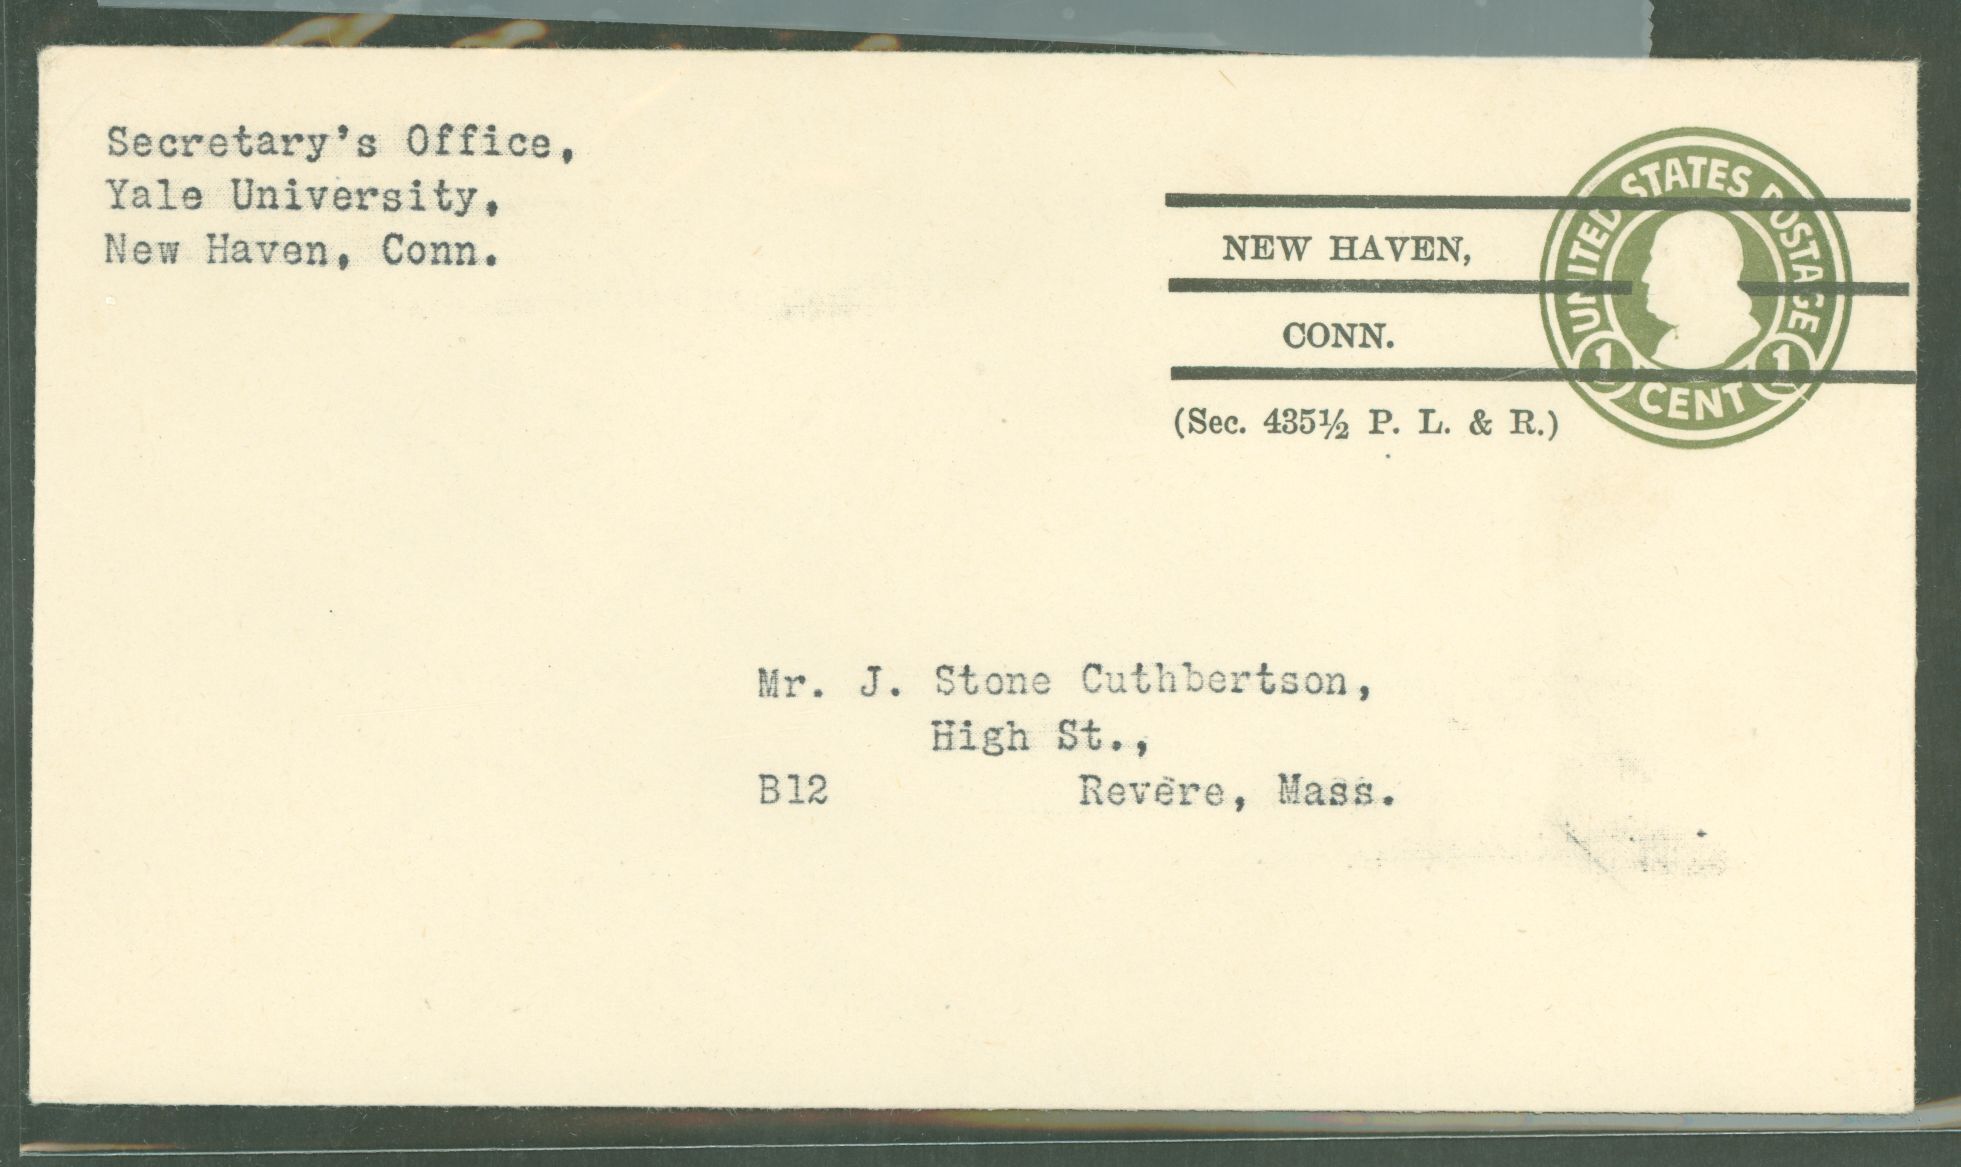 Secretary's Office,
Yale University,
New Haven, Conn.
UNITED STATES POSTAGE
1 CENT 1
NEW HAVEN,
CONN.
(Sec. 435½ P. L. & R.)
Mr. J. Stone Cuthbertson,
High St.,
B12 Revere, Mass.